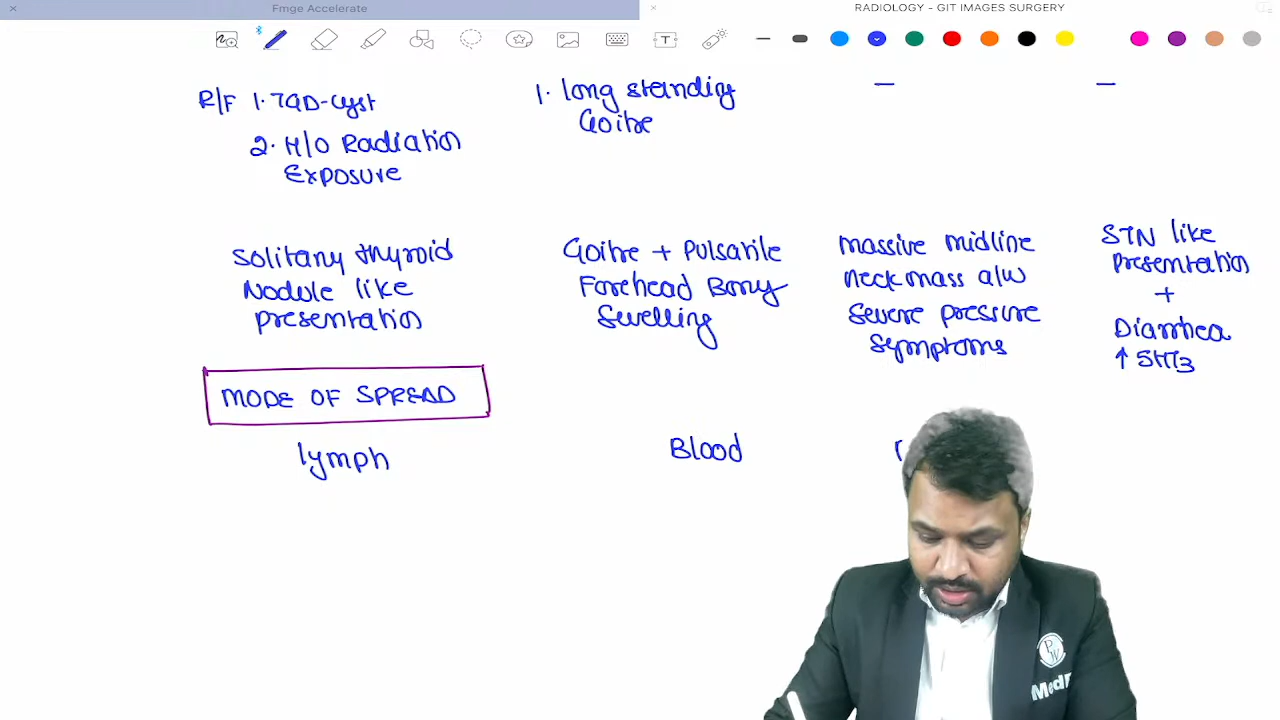 Fmge Accelerate
RADIOLOGY - GIT IMAGES SURGERY
R/F 1. TGD-Cyst
2. H/O Radiation
Exposure
1. long standing
Goitre
—
—
Solitary thyroid
Nodule like
presentation
Goitre + Pulsatile
Forehead Bony
Swelling
massive midline
neck mass a/w
Severe pressure
Symptoms
STN like
Presentation
+
Diarrhea
↑ 5HT3
MODE OF SPREAD
lymph
Blood
PW